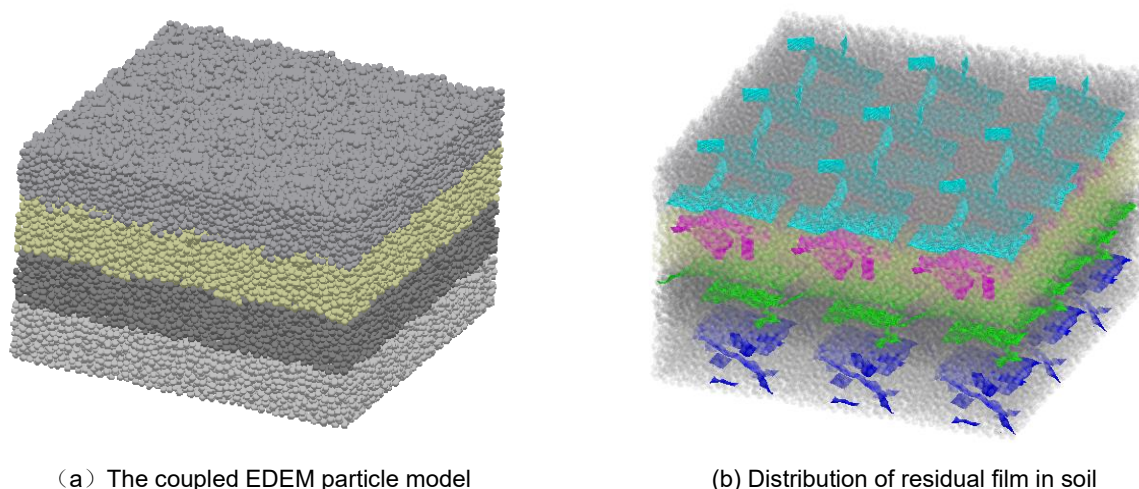 （a）The coupled EDEM particle model
(b) Distribution of residual film in soil